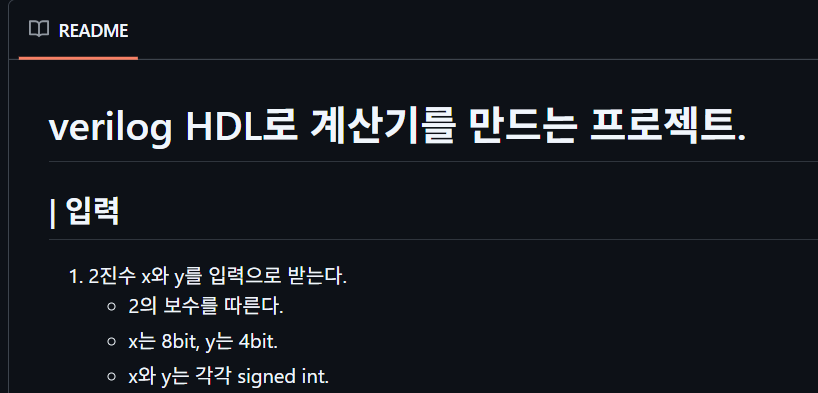 README
verilog HDL로 계산기를 만드는 프로젝트.
| 입력
1. 2진수 x와 y를 입력으로 받는다.
2의 보수를 따른다.
x는 8bit, y는 4bit.
x와 y는 각각 signed int.